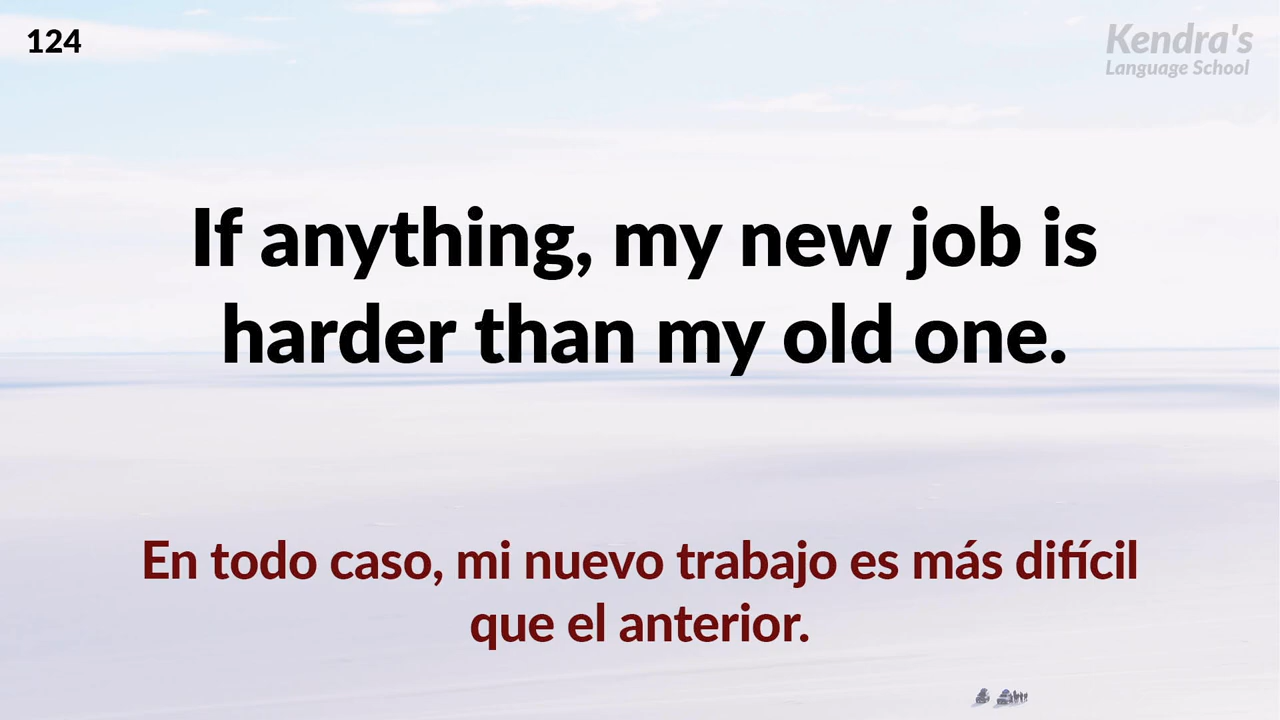 124
Kendra's
Language School
If anything, my new job is
harder than my old one.
En todo caso, mi nuevo trabajo es más difícil
que el anterior.